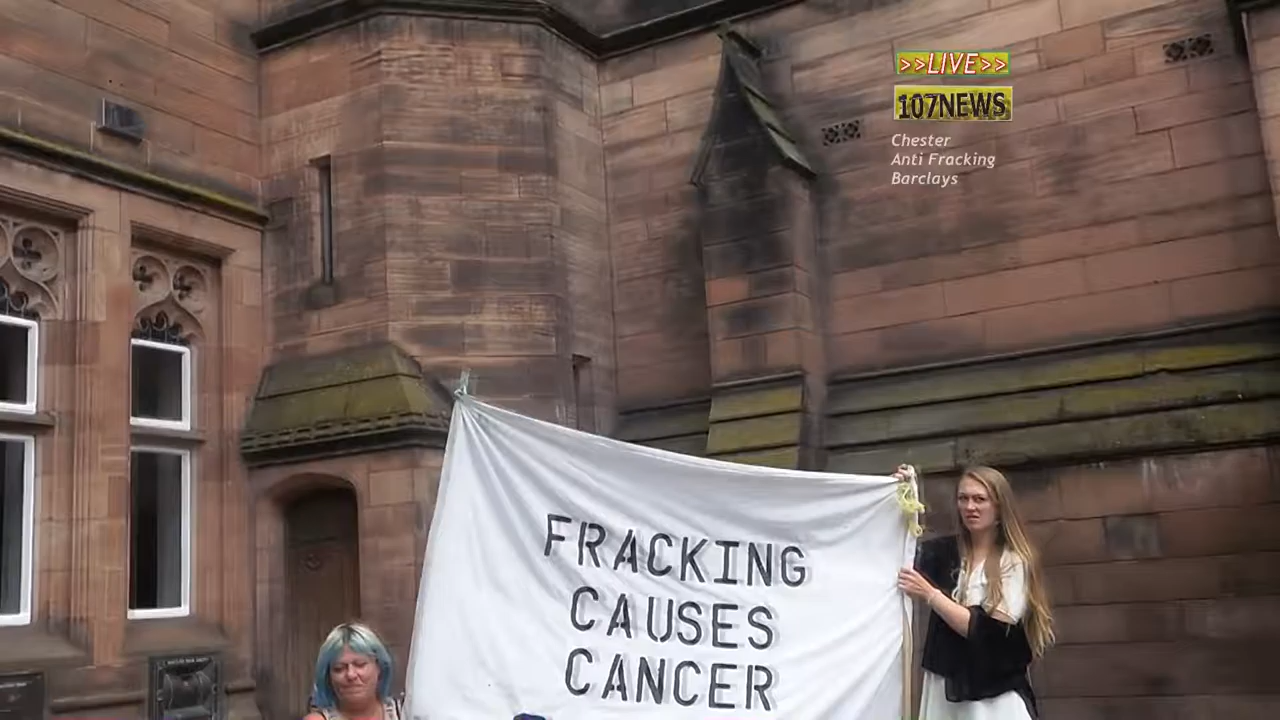 >>LIVE>>
107NEWS
Chester
Anti Fracking
Barclays
FRACKING
CAUSES
CANCER